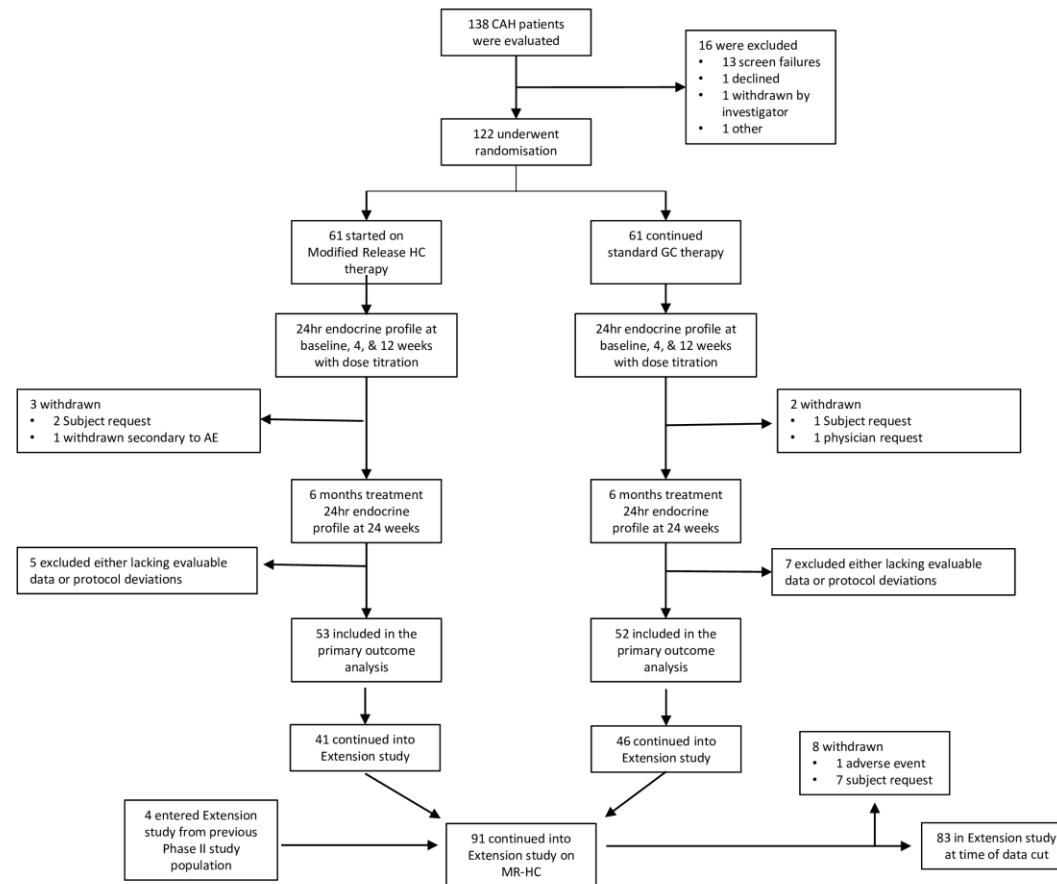 138 CAH patients
were evaluated
16 were excluded
• 13 screen failures
• 1 declined
• 1 withdrawn by
investigator
• 1 other
122 underwent
randomisation
61 started on
Modified Release HC
therapy
61 continued
standard GC therapy
24hr endocrine profile at
baseline, 4, & 12 weeks
with dose titration
24hr endocrine profile at
baseline, 4, & 12 weeks
with dose titration
3 withdrawn
• 2 Subject request
• 1 withdrawn secondary to AE
2 withdrawn
• 1 Subject request
• 1 physician request
6 months treatment
24hr endocrine
profile at 24 weeks
6 months treatment
24hr endocrine
profile at 24 weeks
5 excluded either lacking evaluable
data or protocol deviations
7 excluded either lacking evaluable
data or protocol deviations
53 included in the
primary outcome
analysis
52 included in the
primary outcome
analysis
41 continued into
Extension study
46 continued into
Extension study
8 withdrawn
• 1 adverse event
• 7 subject request
4 entered Extension
study from previous
Phase II study
population
91 continued into
Extension study on
MR-HC
83 in Extension study
at time of data cut